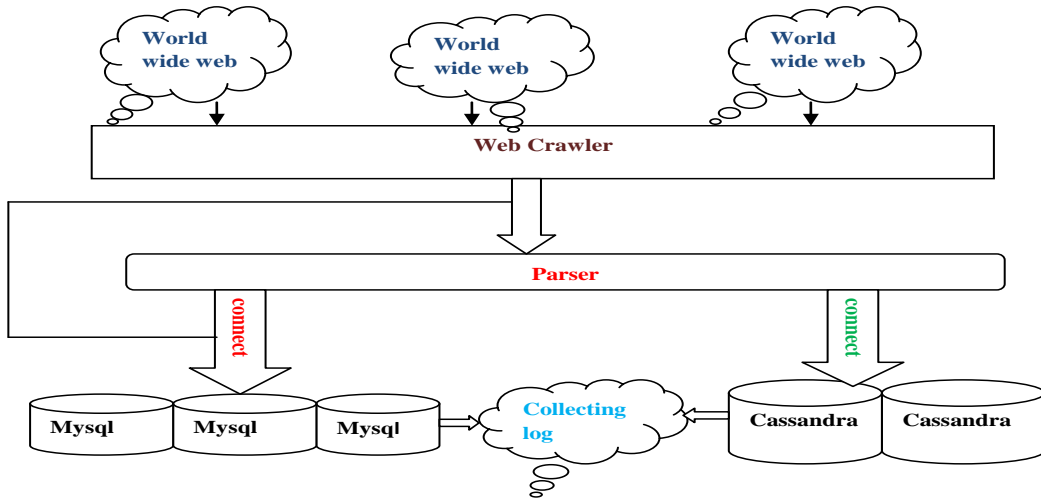 World
wide web
World
wide web
World
wide web
Web Crawler
Parser
connect
connect
Mysql
Mysql
Mysql
Collecting
log
Cassandra
Cassandra